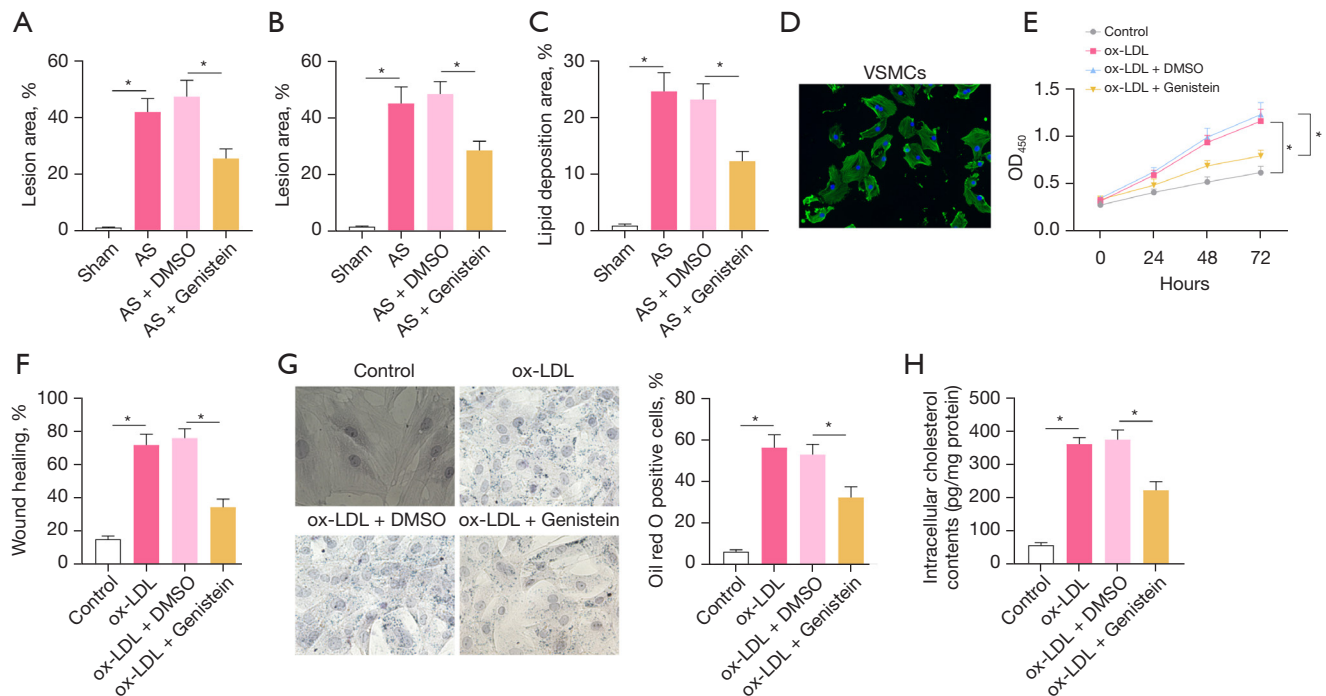 A
Lesion area, %
60
40
20
0
*
*
Sham
AS
AS + DMSO
AS + Genistein
B
Lesion area, %
60
40
20
0
*
*
Sham
AS
AS + DMSO
AS + Genistein
C
Lipid deposition area, %
30
20
10
0
*
*
Sham
AS
AS + DMSO
AS + Genistein
D
VSMCs
E
Control
ox-LDL
ox-LDL + DMSO
ox-LDL + Genistein
OD450
1.5
1.0
0.5
0.0
*
*
0 24 48 72
Hours
F
Wound healing, %
100
80
60
40
20
0
*
*
Control
ox-LDL
ox-LDL + DMSO
ox-LDL + Genistein
G
Control
ox-LDL
ox-LDL + DMSO
ox-LDL + Genistein
Oil red O positive cells, %
80
60
40
20
0
*
*
Control
ox-LDL
ox-LDL + DMSO
ox-LDL + Genistein
H
Intracellular cholesterol
contents (pg/mg protein)
500
400
300
200
100
0
*
*
Control
ox-LDL
ox-LDL + DMSO
ox-LDL + Genistein